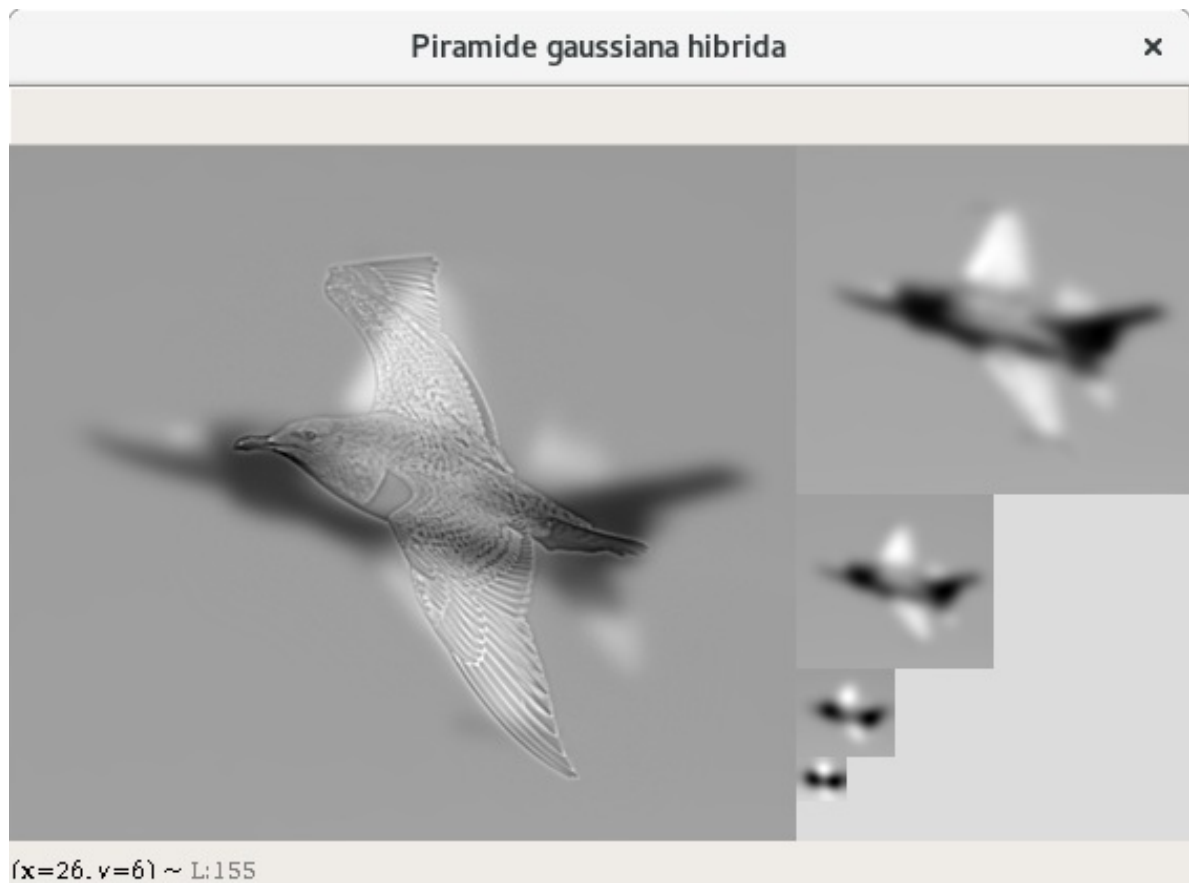 Piramide gaussiana hibrida
(x=26, y=6) ~ L:155